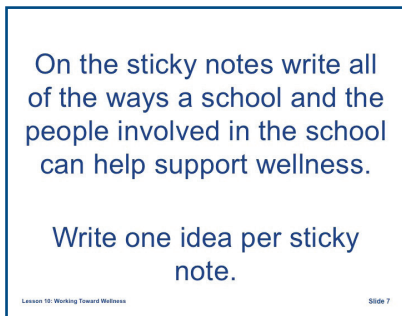 On the sticky notes write all
of the ways a school and the
people involved in the school
can help support wellness.
Write one idea per sticky
note.
Lesson 10: Working Toward Wellness
Slide 7